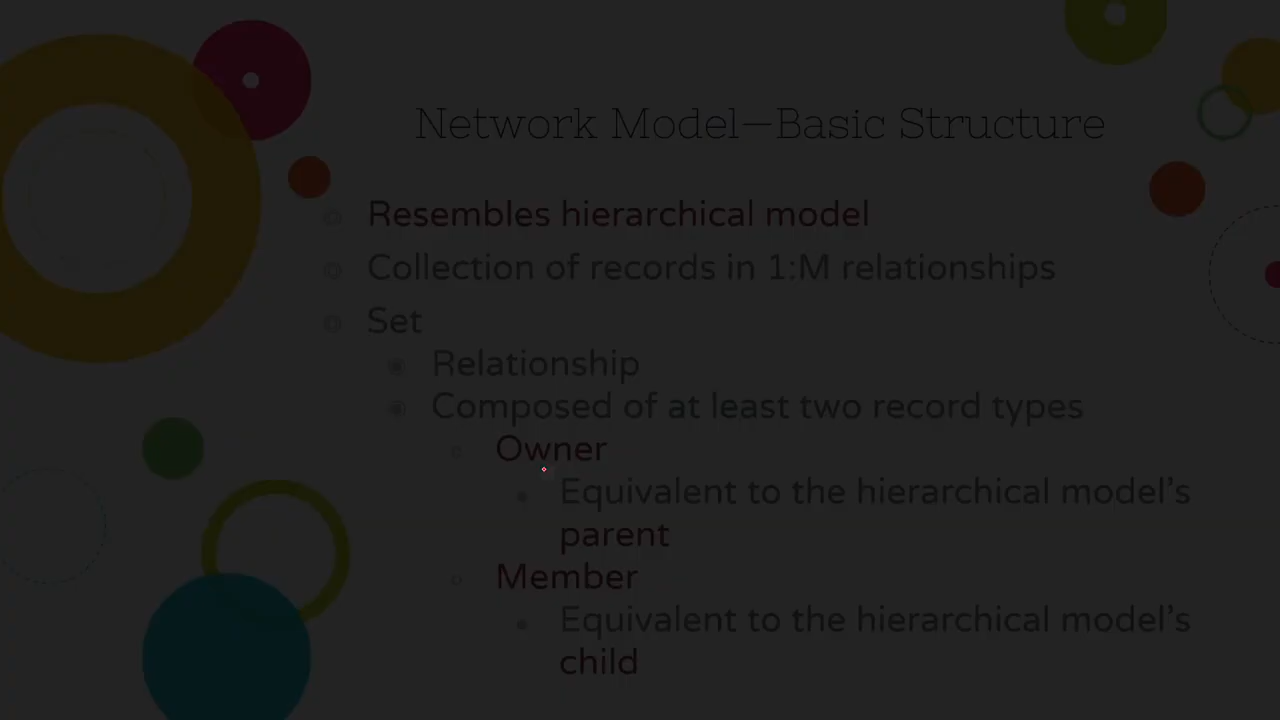 Network Model—Basic Structure
Resembles hierarchical model
Collection of records in 1:M relationships
Set
Relationship
Composed of at least two record types
Owner
Equivalent to the hierarchical model’s
parent
Member
Equivalent to the hierarchical model’s
child